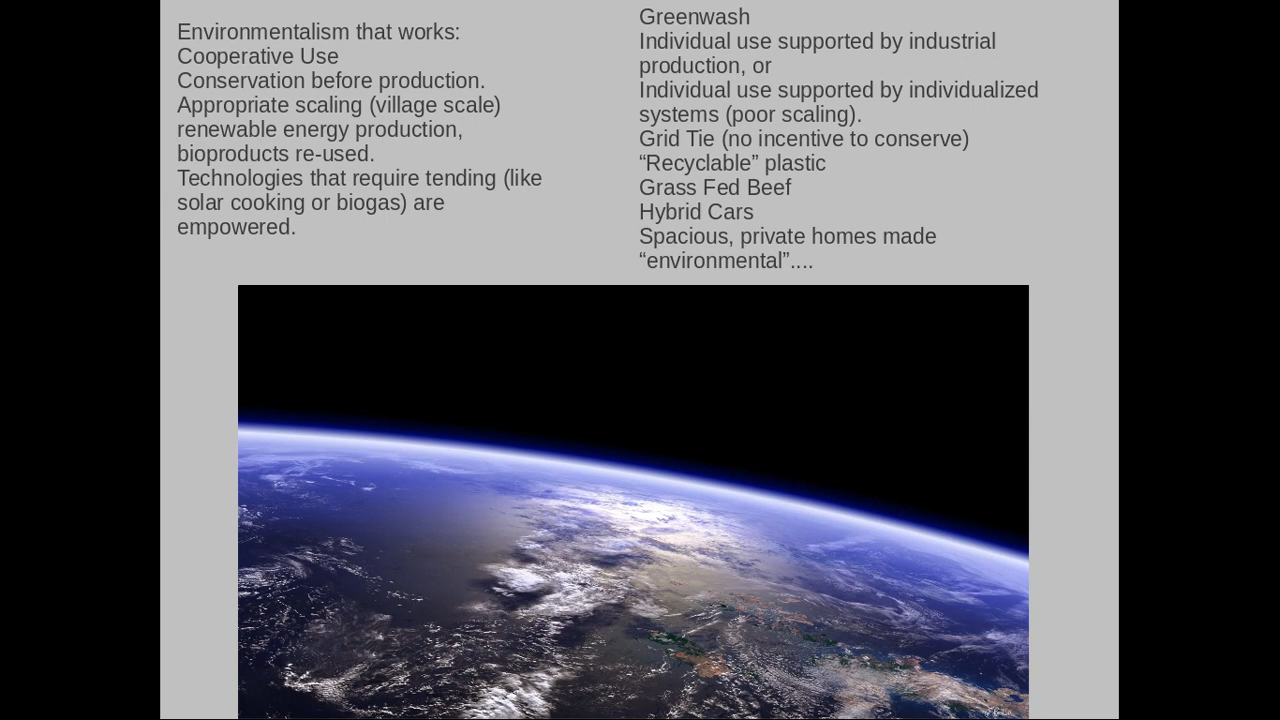 Environmentalism that works:
Cooperative Use
Conservation before production.
Appropriate scaling (village scale)
renewable energy production,
bioproducts re-used.
Technologies that require tending (like
solar cooking or biogas) are
empowered.
Greenwash
Individual use supported by industrial
production, or
Individual use supported by individualized
systems (poor scaling).
Grid Tie (no incentive to conserve)
“Recyclable” plastic
Grass Fed Beef
Hybrid Cars
Spacious, private homes made
“environmental”....